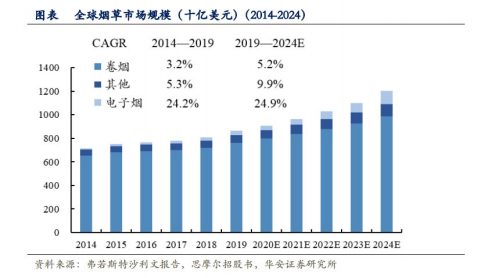 图表 全球烟草市场规模（十亿美元）(2014-2024)
CAGR 2014—2019 2019—2024E
卷烟 3.2% 5.2%
其他 5.3% 9.9%
电子烟 24.2% 24.9%
1400
1200
1000
800
600
400
200
0
2014 2015 2016 2017 2018 2019 2020E 2021E 2022E 2023E 2024E
资料来源：弗若斯特沙利文报告，思摩尔招股书，华安证券研究所